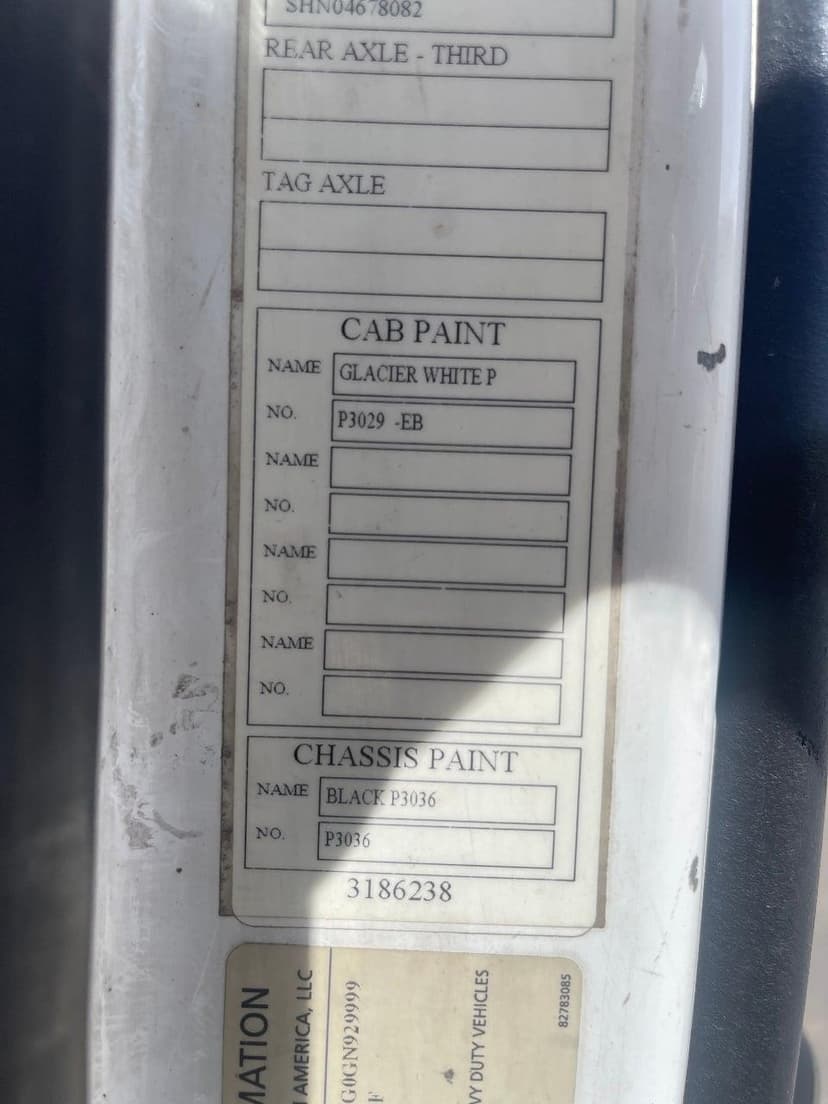 SHN04678082
REAR AXLE - THIRD
TAG AXLE
CAB PAINT
NAME GLACIER WHITE P
NO. P3029 -EB
NAME
NO.
NAME
NO.
NAME
NO.
CHASSIS PAINT
NAME BLACK P3036
NO. P3036
3186238
MATION
AMERICA, LLC
G0GN929999
VY DUTY VEHICLES
82783085